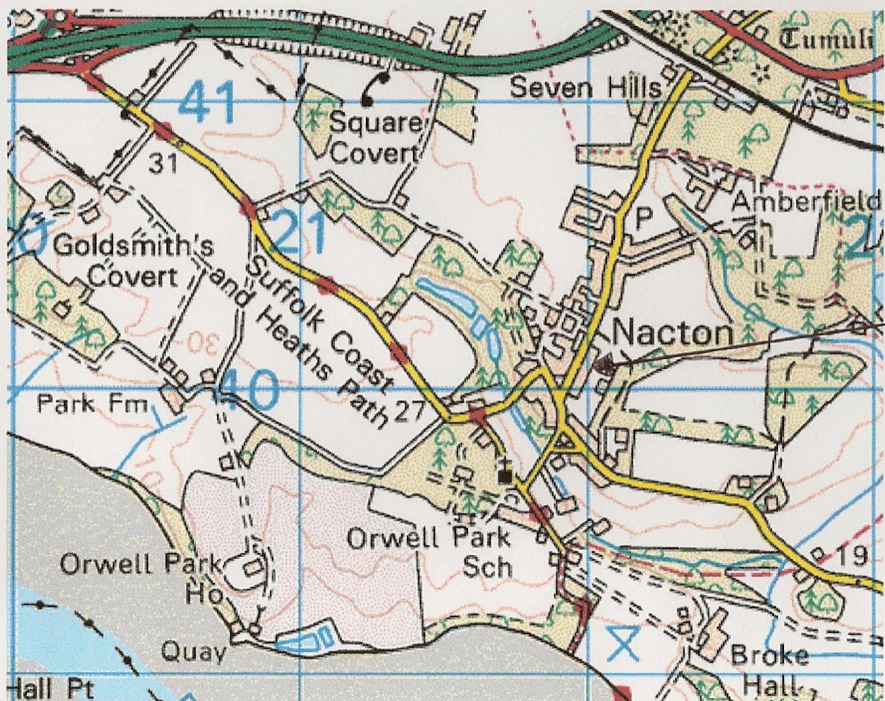 Tumuli
Seven Hills
41
Square
Covert
31
P
Amberfield
21
Goldsmith's
Covert
Suffolk Coast
and Heaths Path
Nacton
30
40
Park Fm
27
Orwell Park
Sch
19
Orwell Park
Ho
Quay
Broke
Hall
Hall Pt